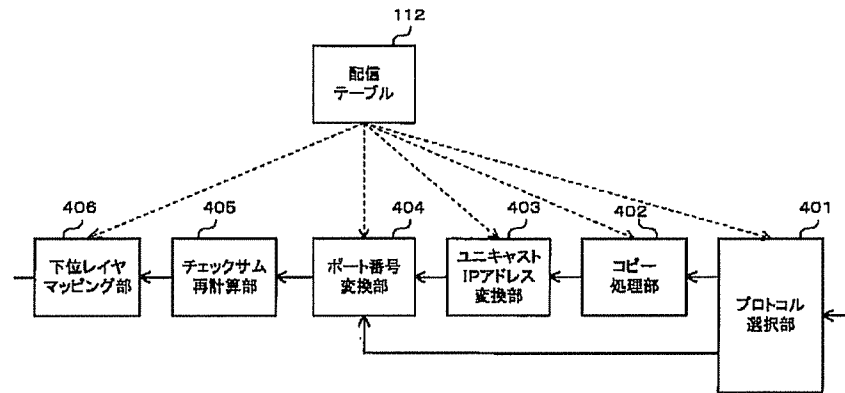 112
配信
テーブル
406
405
404
403
402
401
下位レイヤ
マッピング部
チェックサム
再計算部
ポート番号
変換部
ユニキャスト
IPアドレス
変換部
コピー
処理部
プロトコル
選択部